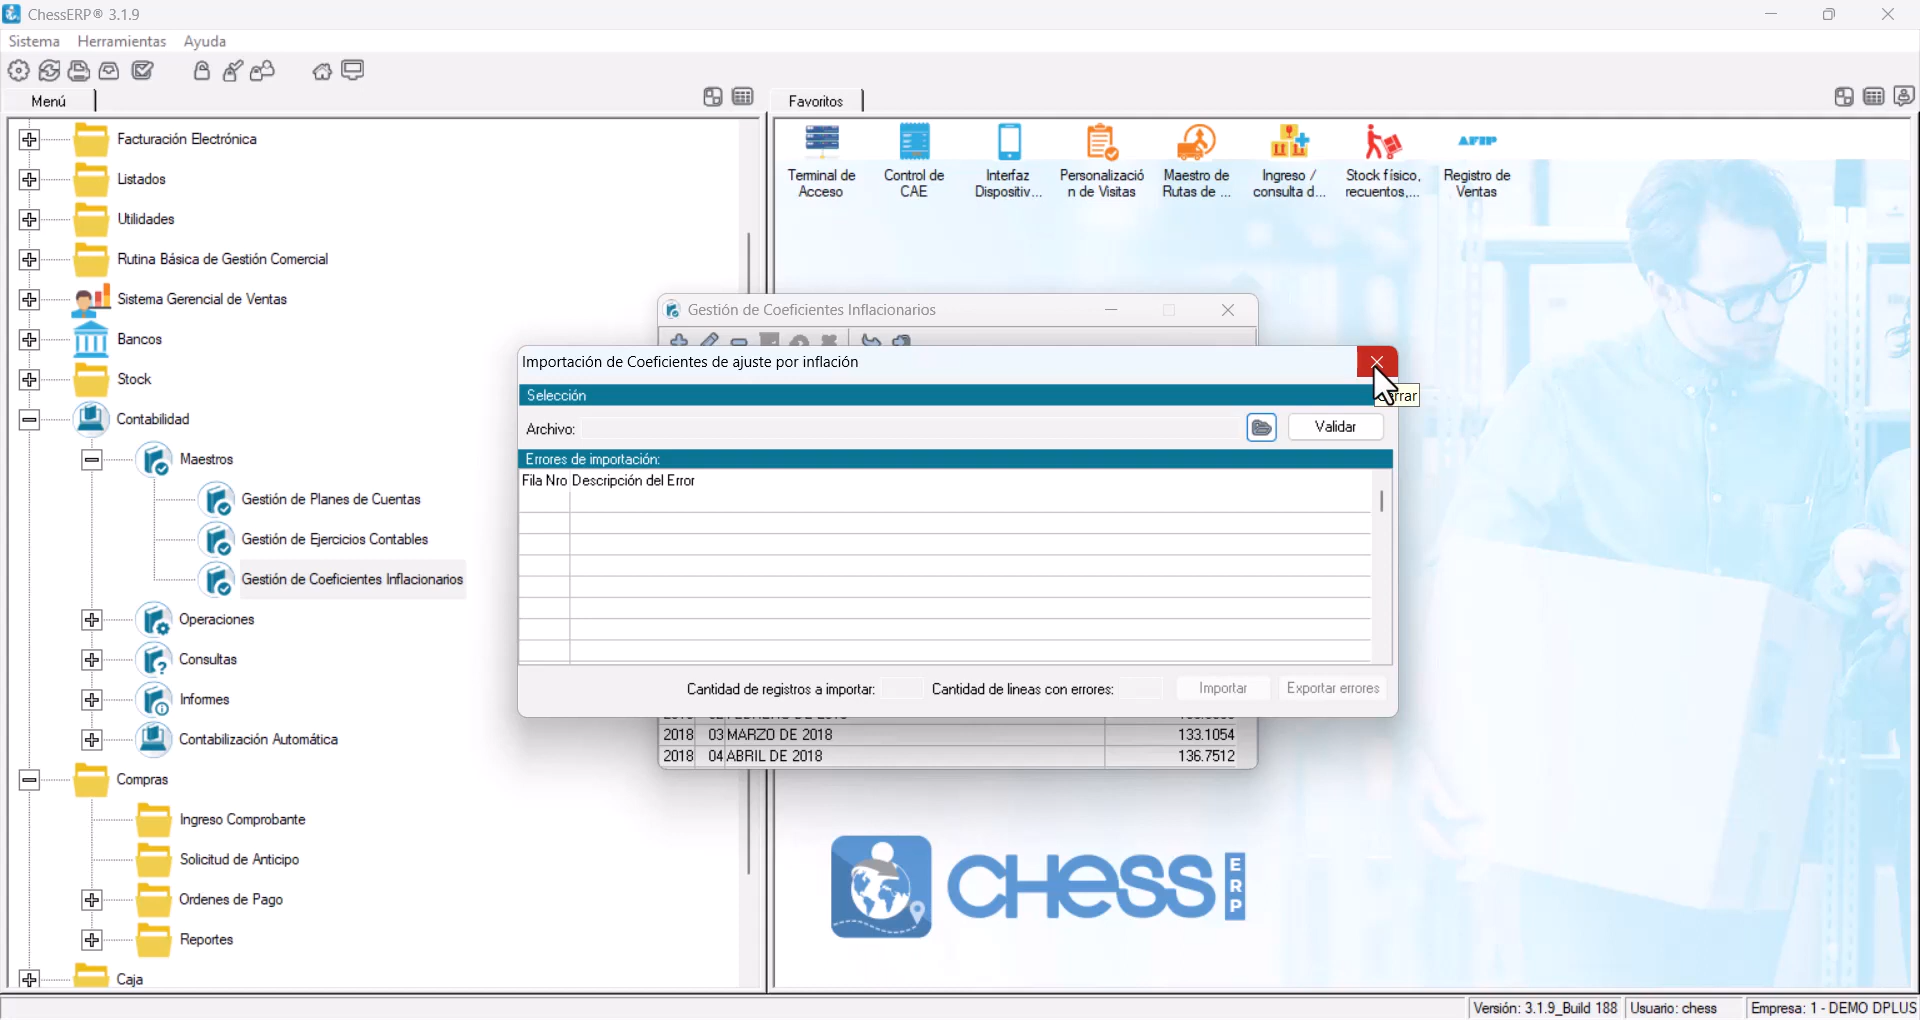 ChessERP® 3.1.9
Sistema Herramientas Ayuda
Menú
Favoritos
Facturación Electrónica
Listados
Utilidades
Rutina Básica de Gestión Comercial
Sistema Gerencial de Ventas
Bancos
Stock
Contabilidad
Maestros
Gestión de Planes de Cuentas
Gestión de Ejercicios Contables
Gestión de Coeficientes Inflacionarios
Operaciones
Consultas
Informes
Contabilización Automática
Compras
Ingreso Comprobante
Solicitud de Anticipo
Ordenes de Pago
Reportes
Caja
Terminal de
Acceso
Control de
CAE
Interfaz
Dispositiv...
Personalizació
n de Visitas
Maestro de
Rutas de ...
Ingreso /
consulta d...
Stock físico,
recuentos,...
AFIP
Registro de
Ventas
Gestión de Coeficientes Inflacionarios
Importación de Coeficientes de ajuste por inflación
Selección
Archivo:
Validar
Errores de importación:
Fila Nro Descripción del Error
Cantidad de registros a importar:
Cantidad de lineas con errores:
Importar
Exportar errores
2018 03 MARZO DE 2018 133.1054
2018 04 ABRIL DE 2018 136.7512
CHESS
ERP
Versión: 3.1.9_Build 188
Usuario: chess
Empresa: 1 - DEMO DPLUS